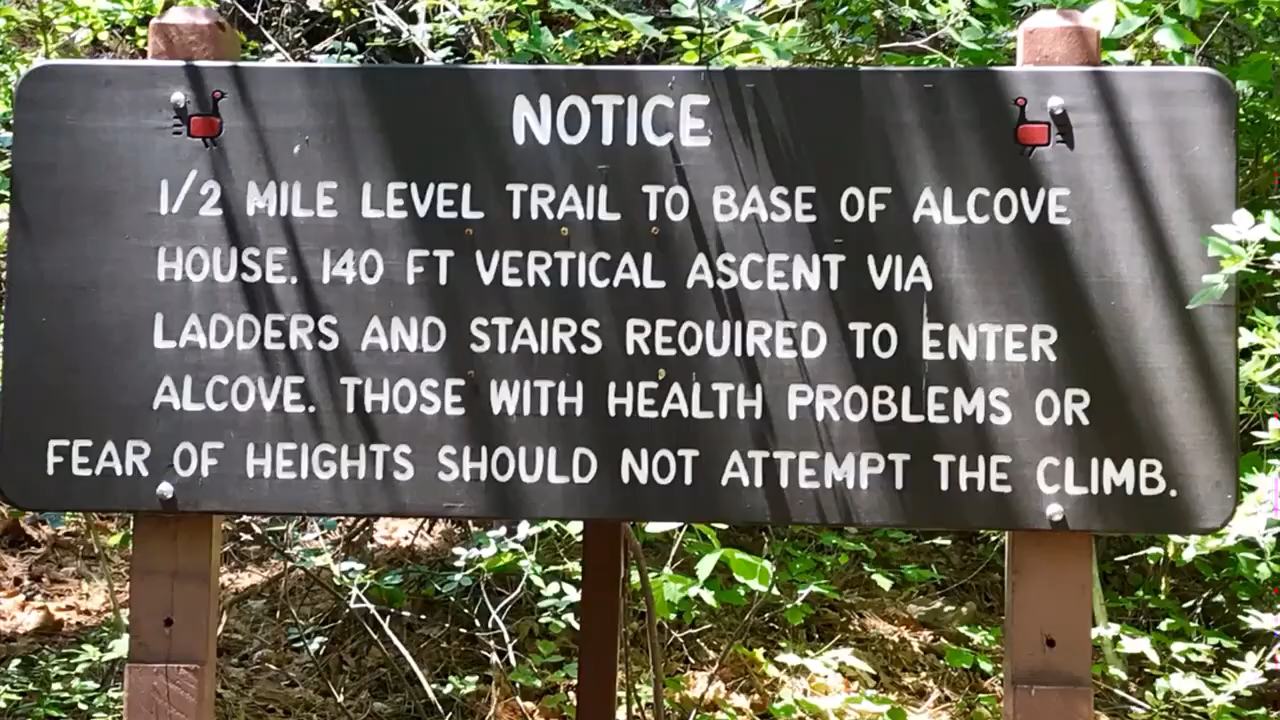 NOTICE
1/2 MILE LEVEL TRAIL TO BASE OF ALCOVE
HOUSE. 140 FT VERTICAL ASCENT VIA
LADDERS AND STAIRS REQUIRED TO ENTER
ALCOVE. THOSE WITH HEALTH PROBLEMS OR
FEAR OF HEIGHTS SHOULD NOT ATTEMPT THE CLIMB.